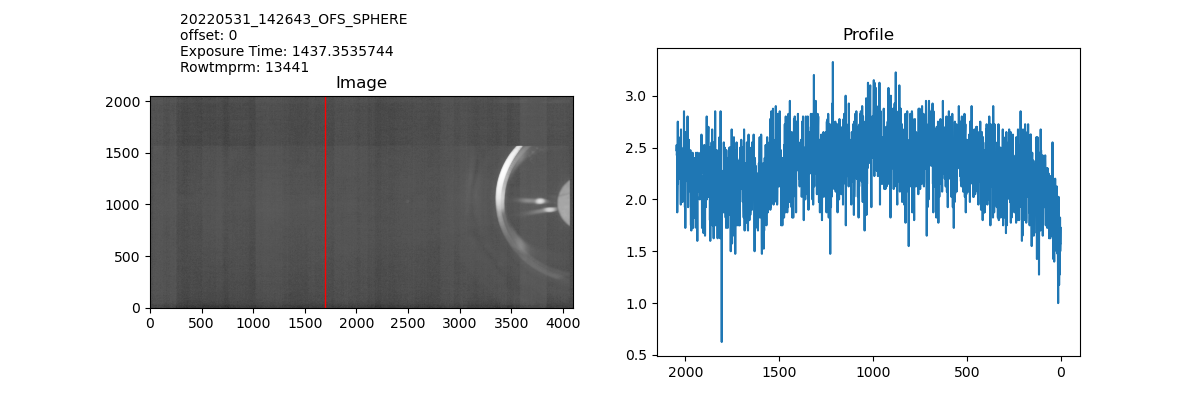 20220531_142643_OFS_SPHERE
offset: 0
Exposure Time: 1437.3535744
Rowtmprm: 13441
Image
2000
1500
1000
500
0
0 500 1000 1500 2000 2500 3000 3500 4000
Profile
3.0
2.5
2.0
1.5
1.0
0.5
2000 1500 1000 500 0